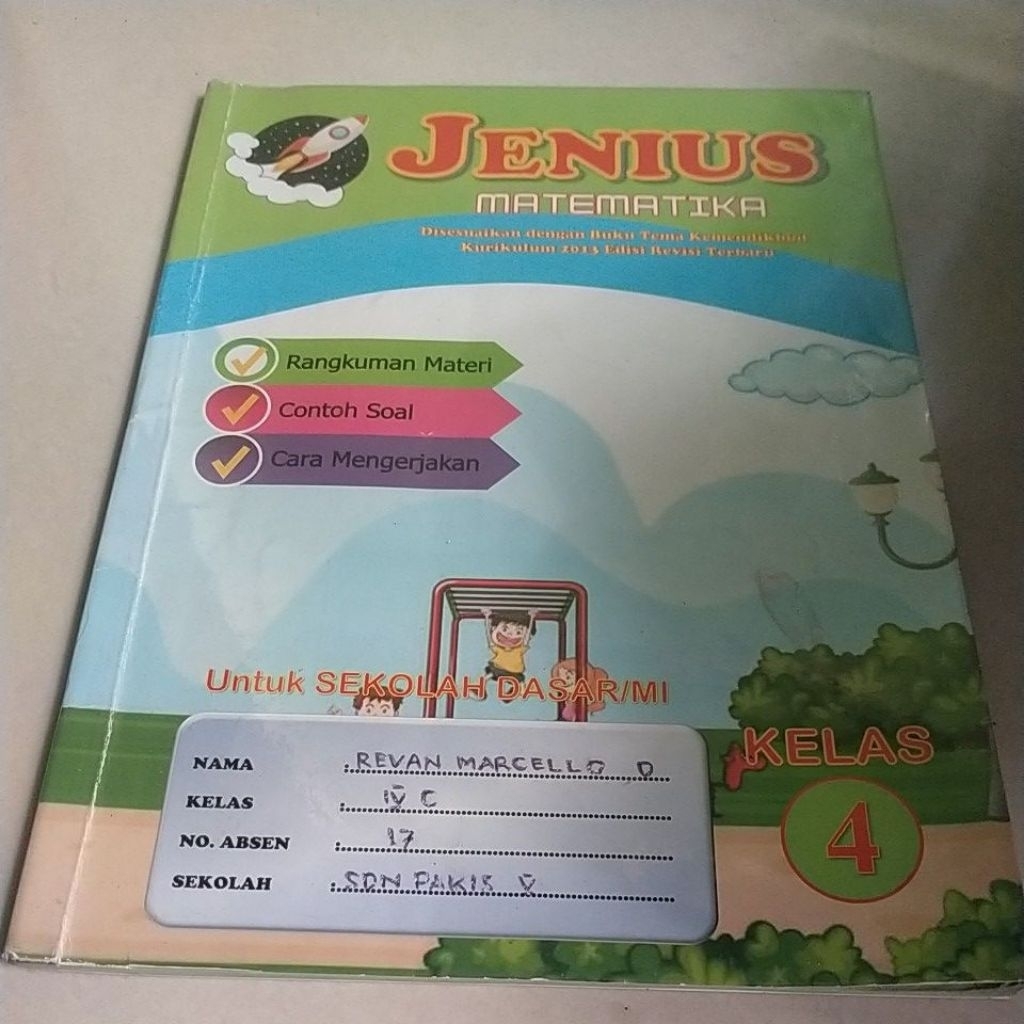 JENIUS
MATEMATIKA
Disesuaikan dengan Buku Tema Kemendikbud
Kurikulum 2013 Edisi Revisi Terbaru
Rangkuman Materi
Contoh Soal
Cara Mengerjakan
Untuk SEKOLAH DASAR/MI
KELAS
4
NAMA : REVAN MARCELLO D
KELAS : IV C
NO. ABSEN : 17
SEKOLAH : SDN PAKIS V